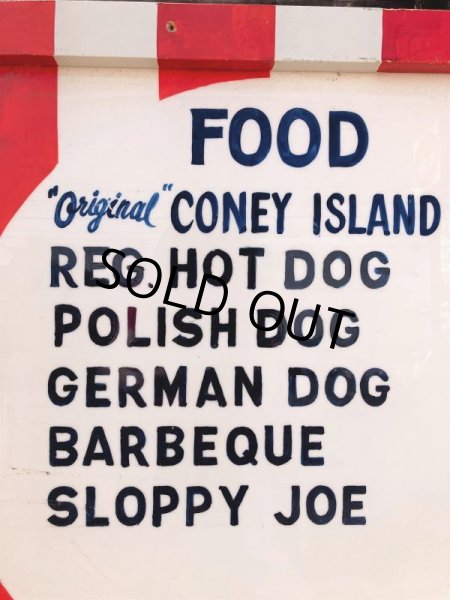 FOOD
"Original" CONEY ISLAND
REG. HOT DOG
SOLD OUT
POLISH DOG
GERMAN DOG
BARBEQUE
SLOPPY JOE